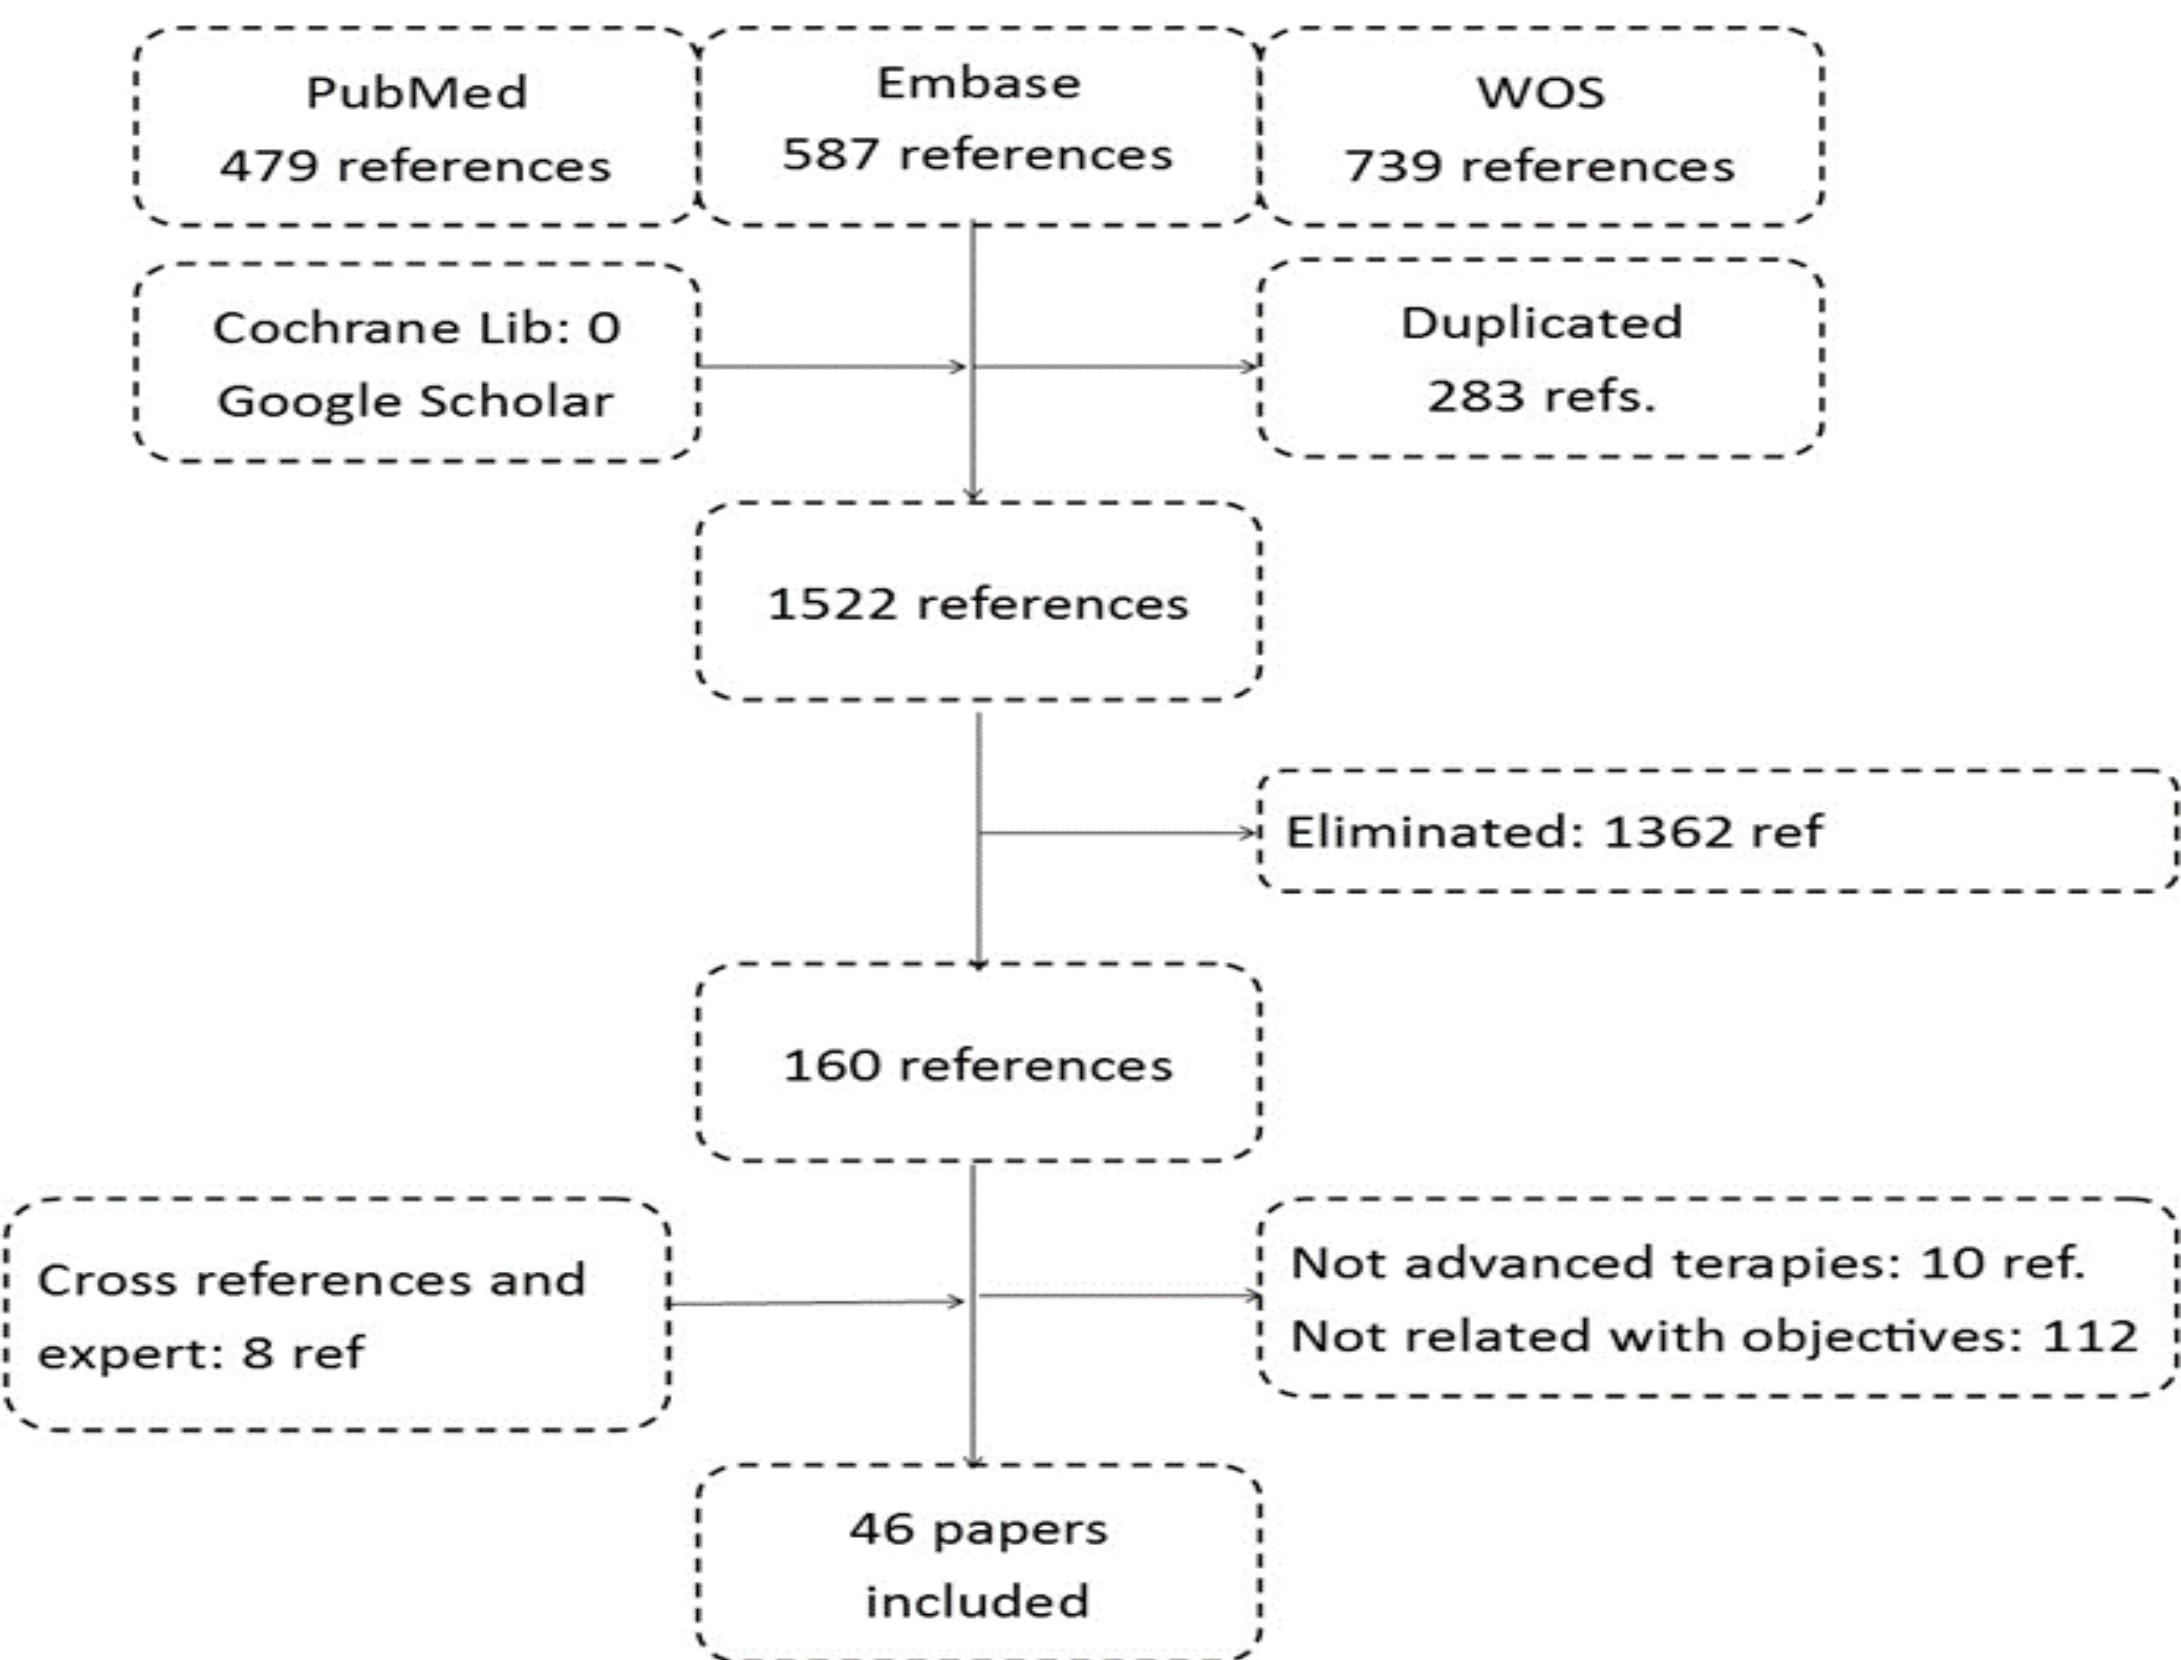 PubMed
479 references
Embase
587 references
WOS
739 references
Cochrane Lib: 0
Google Scholar
Duplicated
283 refs.
1522 references
Eliminated: 1362 ref
160 references
Cross references and
expert: 8 ref
Not advanced terapies: 10 ref.
Not related with objectives: 112
46 papers
included